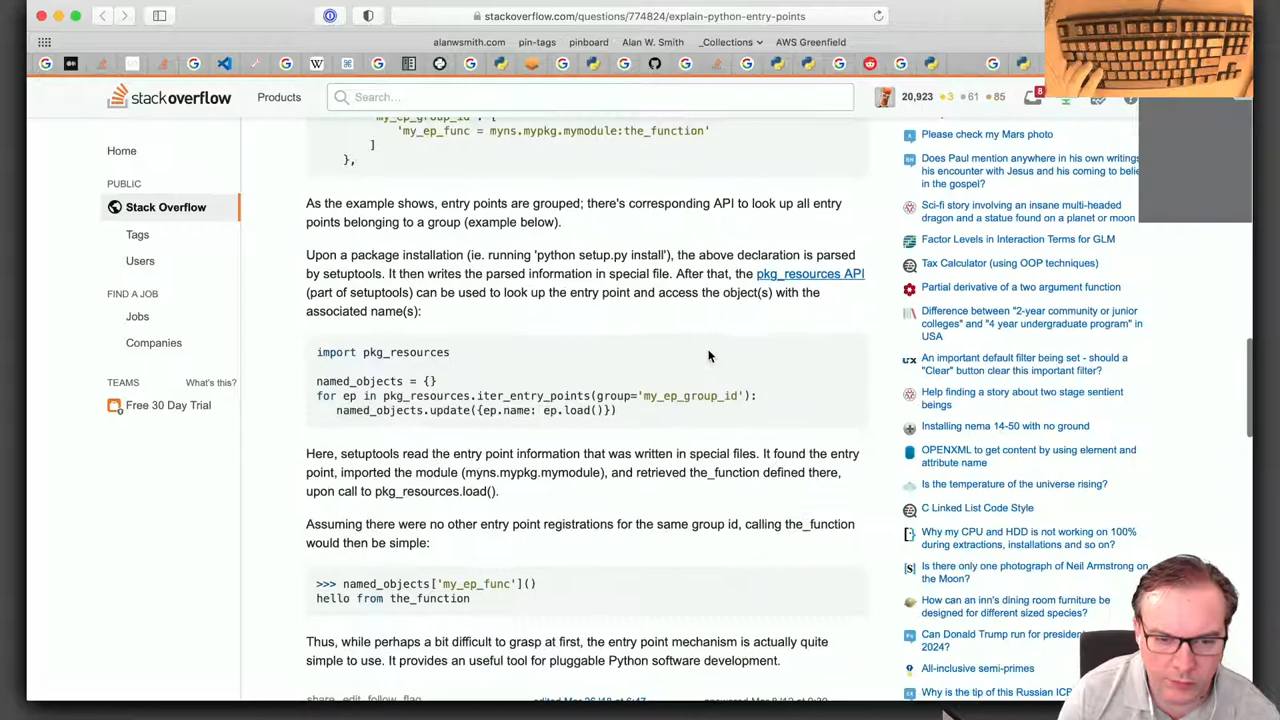 stackoverflow.com/questions/774824/explain-python-entry-points
alanwsmith.com pin-tags pinboard Alan W. Smith _Collections AWS Greenfield
stackoverflow Products Search... 20,923 3 61 85 8
Home
PUBLIC
Stack Overflow
Tags
Users
FIND A JOB
Jobs
Companies
TEAMS What's this?
Free 30 Day Trial
'my_ep_group_id': [
'my_ep_func = myns.mypkg.mymodule:the_function'
]
},
As the example shows, entry points are grouped; there's corresponding API to look up all entry
points belonging to a group (example below).
Upon a package installation (ie. running 'python setup.py install'), the above declaration is parsed
by setuptools. It then writes the parsed information in special file. After that, the pkg_resources API
(part of setuptools) can be used to look up the entry point and access the object(s) with the
associated name(s):
import pkg_resources
named_objects = {}
for ep in pkg_resources.iter_entry_points(group='my_ep_group_id'):
named_objects.update({ep.name: ep.load()})
Here, setuptools read the entry point information that was written in special files. It found the entry
point, imported the module (myns.mypkg.mymodule), and retrieved the_function defined there,
upon call to pkg_resources.load().
Assuming there were no other entry point registrations for the same group id, calling the_function
would then be simple:
>>> named_objects['my_ep_func']()
hello from the_function
Thus, while perhaps a bit difficult to grasp at first, the entry point mechanism is actually quite
simple to use. It provides an useful tool for pluggable Python software development.
share edit follow flag edited Mar 26 '18 at 6:47
Please check my Mars photo
Does Paul mention anywhere in his own writings
his encounter with Jesus and his coming to
in the gospel?
Sci-fi story involving an insane multi-headed
dragon and a statue found on a planet or moon
Factor Levels in Interaction Terms for GLM
Tax Calculator (using OOP techniques)
Partial derivative of a two argument function
Difference between "2-year community or junior
colleges" and "4 year undergraduate program" in
USA
An important default filter being set - should a
"Clear" button clear this important filter?
Help finding a story about two stage sentient
beings
Installing nema 14-50 with no ground
OPENXML to get content by using element and
attribute name
Is the temperature of the universe rising?
C Linked List Code Style
Why my CPU and HDD is not working on 100%
during extractions, installations and so on?
Is there only one photograph of Neil Armstrong on
the Moon?
How can an inn's dining room furniture be
designed for different sized species?
Can Donald Trump run for president
2024?
All-inclusive semi-primes
Why is the tip of this Russian